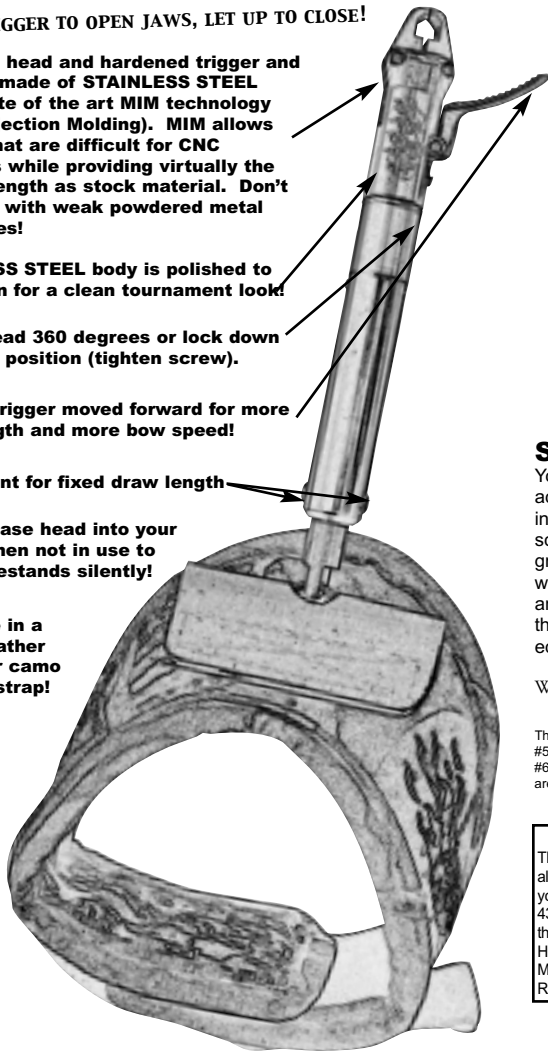 IGGER TO OPEN JAWS, LET UP TO CLOSE!
head and hardened trigger and
made of STAINLESS STEEL
te of the art MIM technology
ection Molding). MIM allows
hat are difficult for CNC
s while providing virtually the
ength as stock material. Don't
with weak powdered metal
es!
SS STEEL body is polished to
n for a clean tournament look!
ead 360 degrees or lock down
position (tighten screw).
rigger moved forward for more
gth and more bow speed!
nt for fixed draw length
ase head into your
hen not in use to
estands silently!
in a
ather
r camo
strap!
S
Yo
in
gr
w
th
W
Th
#5
#6
are
Th
al
yo
43
th
H
M
R